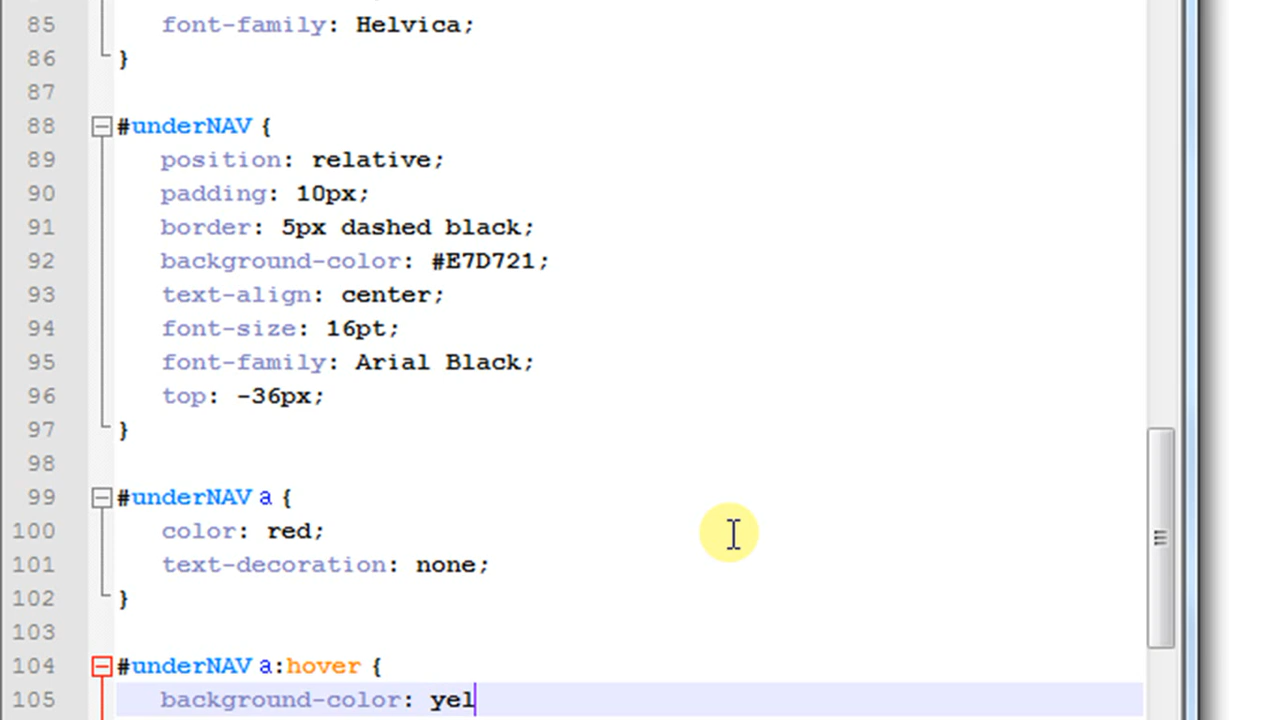 85 font-family: Helvica;
86 }
87
88 #underNAV {
89 position: relative;
90 padding: 10px;
91 border: 5px dashed black;
92 background-color: #E7D721;
93 text-align: center;
94 font-size: 16pt;
95 font-family: Arial Black;
96 top: -36px;
97 }
98
99 #underNAV a {
100 color: red;
101 text-decoration: none;
102 }
103
104 #underNAV a:hover {
105 background-color: yel